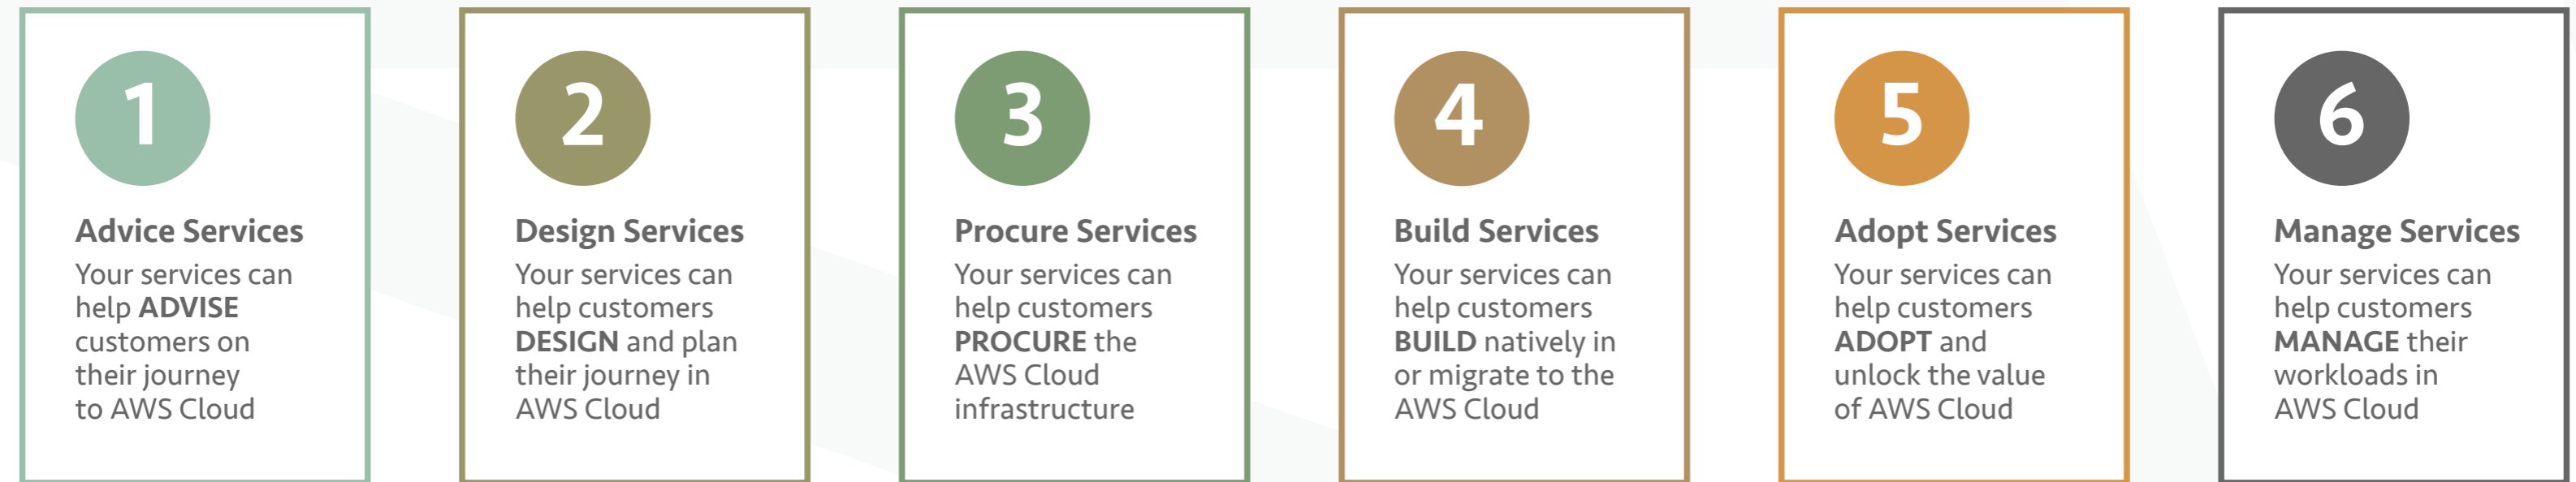 1
Advice Services
Your services can
help ADVISE
customers on
their journey
to AWS Cloud
2
Design Services
Your services can
help customers
DESIGN and plan
their journey in
AWS Cloud
3
Procure Services
Your services can
help customers
PROCURE the
AWS Cloud
infrastructure
4
Build Services
Your services can
help customers
BUILD natively in
or migrate to the
AWS Cloud
5
Adopt Services
Your services can
help customers
ADOPT and
unlock the value
of AWS Cloud
6
Manage Services
Your services can
help customers
MANAGE their
workloads in
AWS Cloud